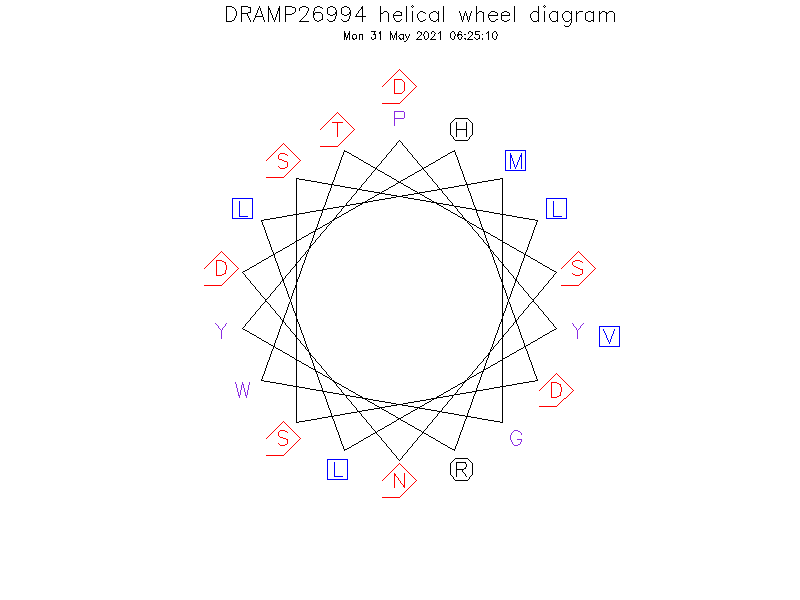 DRAMP26994 helical wheel diagram
Mon 31 May 2021 06:25:10
D
P
T H
S M
L L
D S
Y Y V
W D
S G
L N R